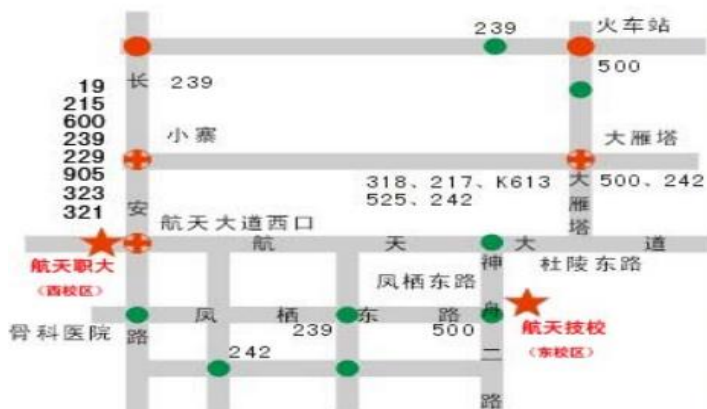 239
火车站
长
239
500
19
215
600
239
229
905
323
321
小寨
大雁塔
318、217、K613
525、242
大雁塔
500、242
安
航天大道西口
航天大道
航天职大
(西校区)
杜陵东路
凤栖东路
神舟二路
航天技校
(东校区)
骨科医院
路
凤栖东路
239
500
242